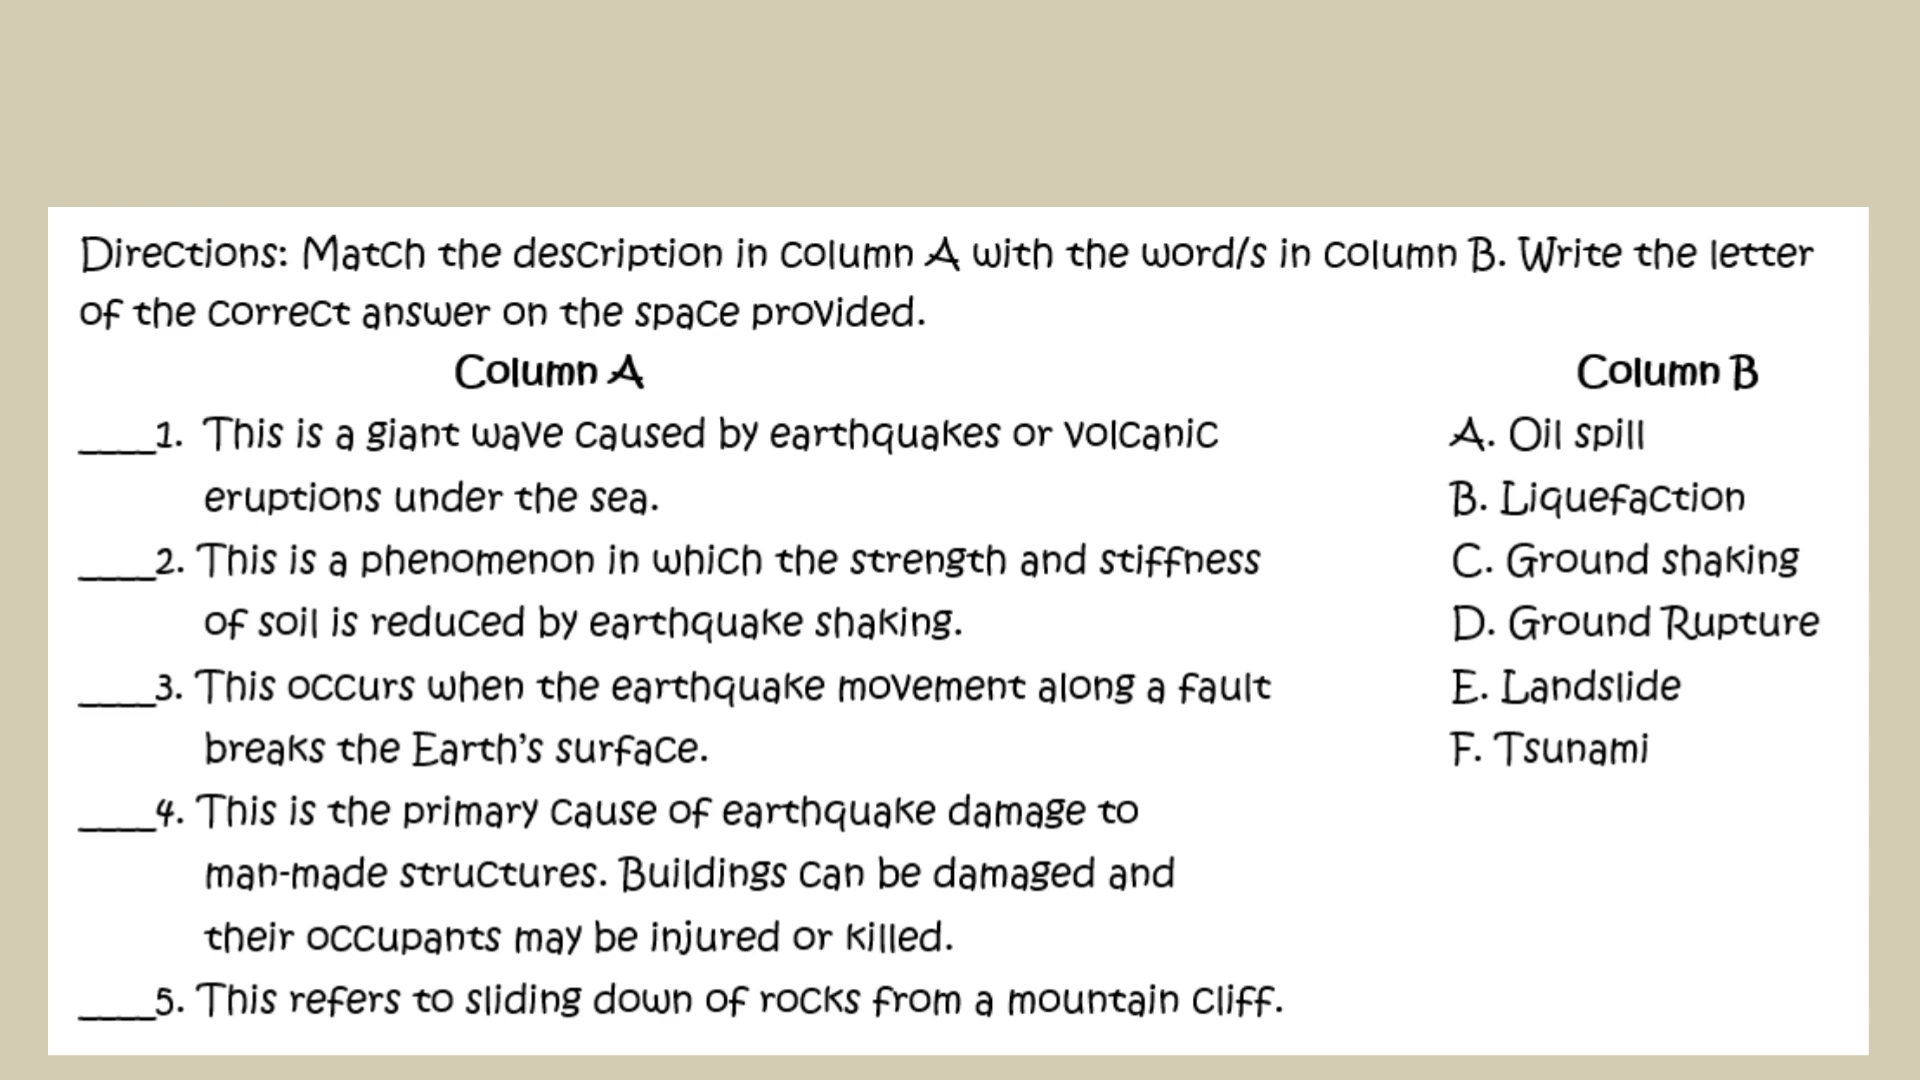 Directions: Match the description in column A with the word/s in column B. Write the letter
of the correct answer on the space provided.
Column A
Column B
____1. This is a giant wave caused by earthquakes or volcanic
eruptions under the sea.
____2. This is a phenomenon in which the strength and stiffness
of soil is reduced by earthquake shaking.
____3. This occurs when the earthquake movement along a fault
breaks the Earth's surface.
____4. This is the primary cause of earthquake damage to
man-made structures. Buildings can be damaged and
their occupants may be injured or killed.
____5. This refers to sliding down of rocks from a mountain cliff.
A. Oil spill
B. Liquefaction
C. Ground shaking
D. Ground Rupture
E. Landslide
F. Tsunami